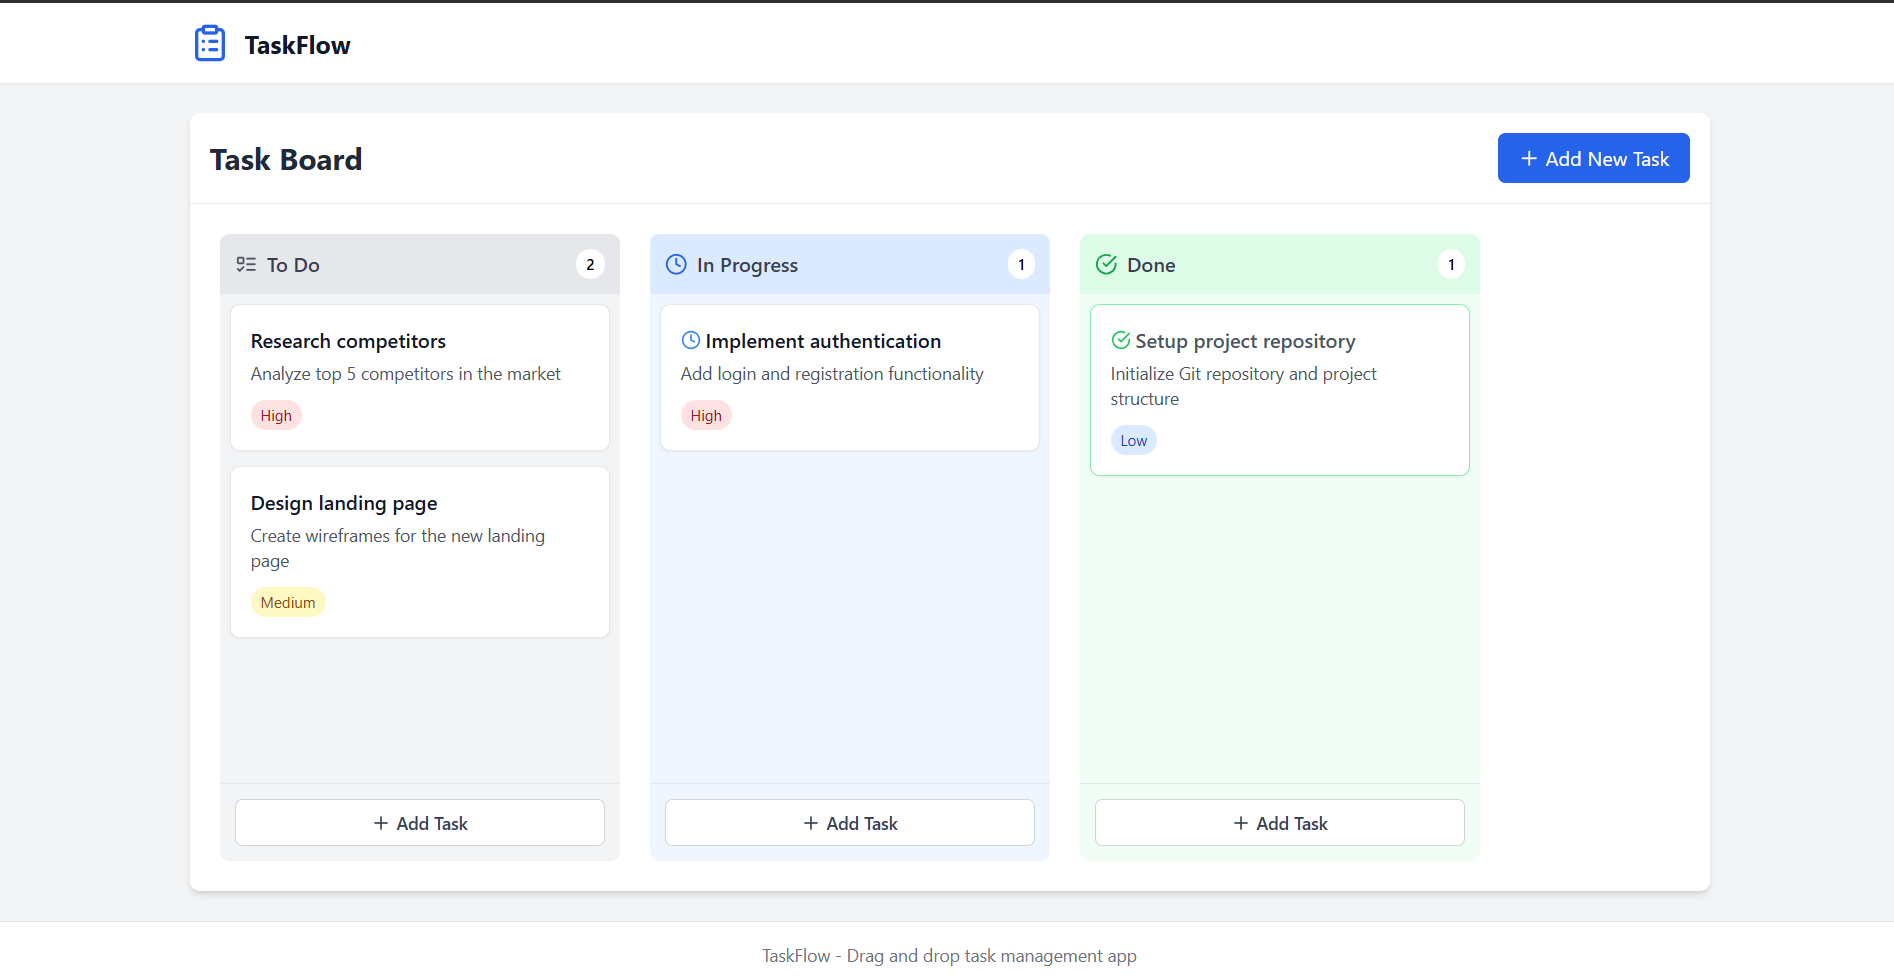 TaskFlow
Task Board
+ Add New Task
To Do
2
Research competitors
Analyze top 5 competitors in the market
High
Design landing page
Create wireframes for the new landing
page
Medium
+ Add Task
In Progress
1
Implement authentication
Add login and registration functionality
High
+ Add Task
Done
1
Setup project repository
Initialize Git repository and project
structure
Low
+ Add Task
TaskFlow - Drag and drop task management app